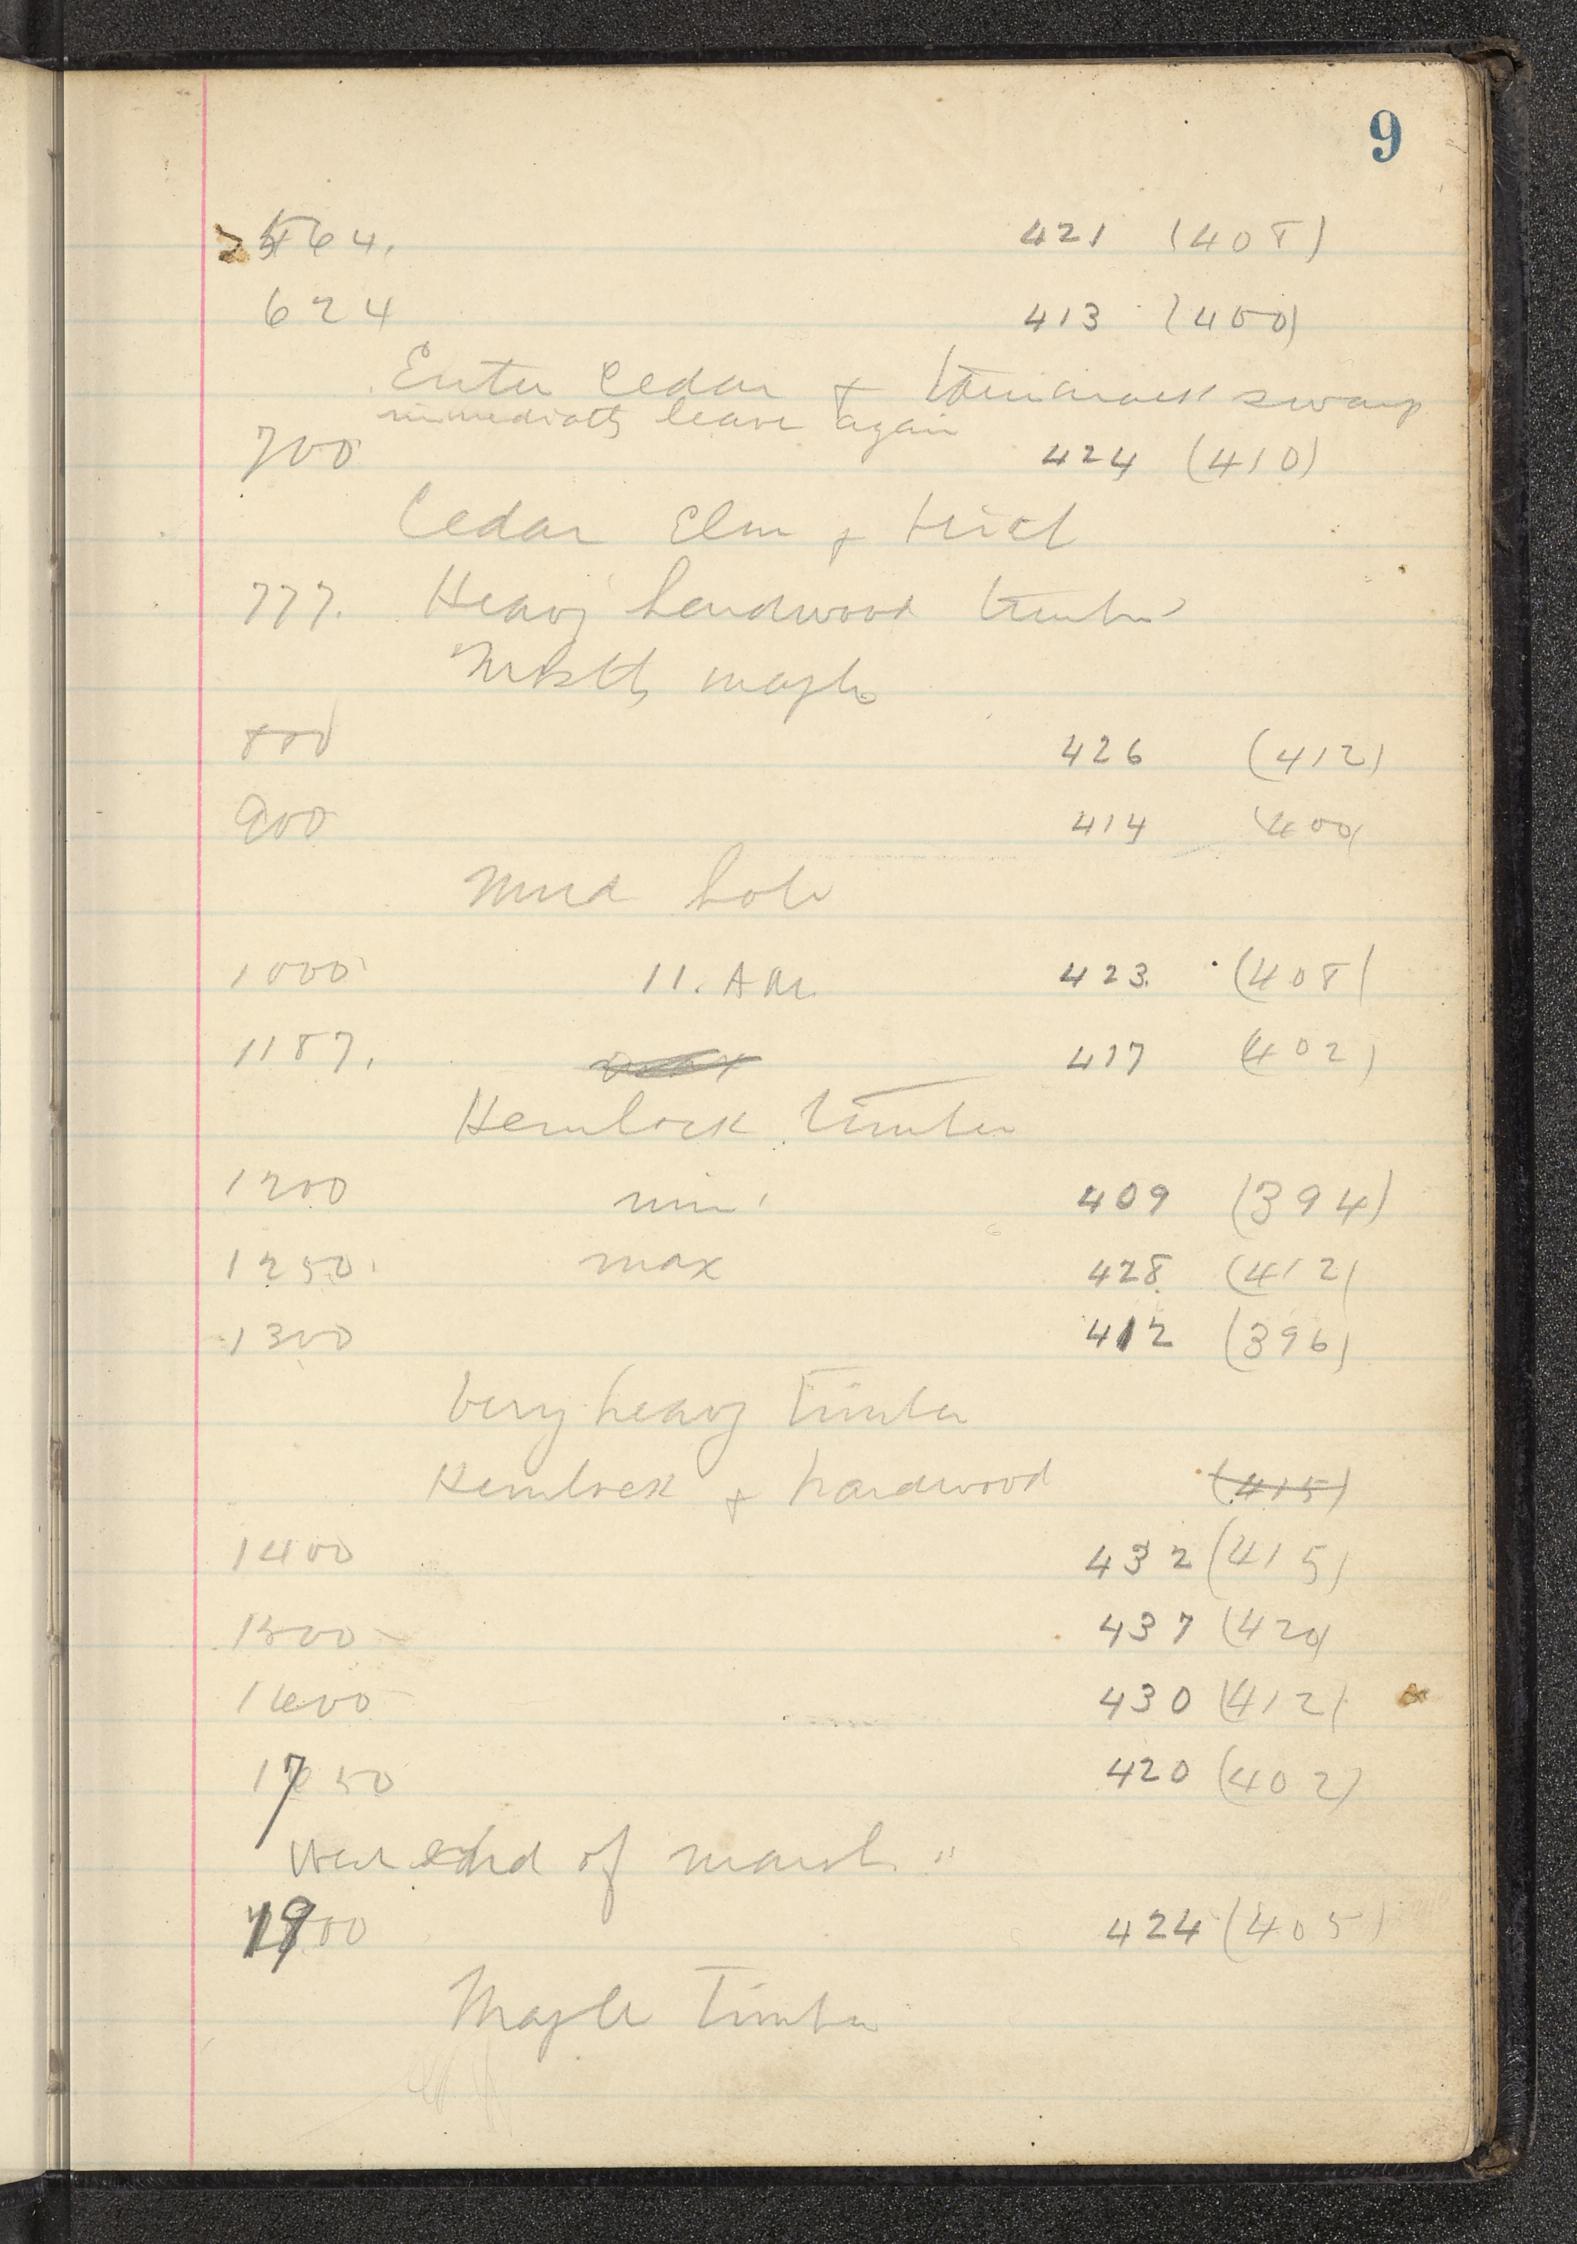 9
564. 421 (408)
624 413 (400)
Enter Cedar & tamarack swamp
immediately leave again
700 424 (410)
Cedar Elm &
777. Heavy hardwood timber
Mostly maple
800 426 (412)
900 414 (400)
Mud hole
1000 11. AM. 423 (408)
1187. 417 (402)
Hemlock timber
1200 min 409 (394)
1250. max 428 (412)
1300 412 (396)
Very heavy timber
Hemlock & hardwood (415)
1400 432 (415)
1500 437 (420)
1600 430 (412)
1750 420 (402)
West end of marsh "
1900 424 (405)
Maple Timber